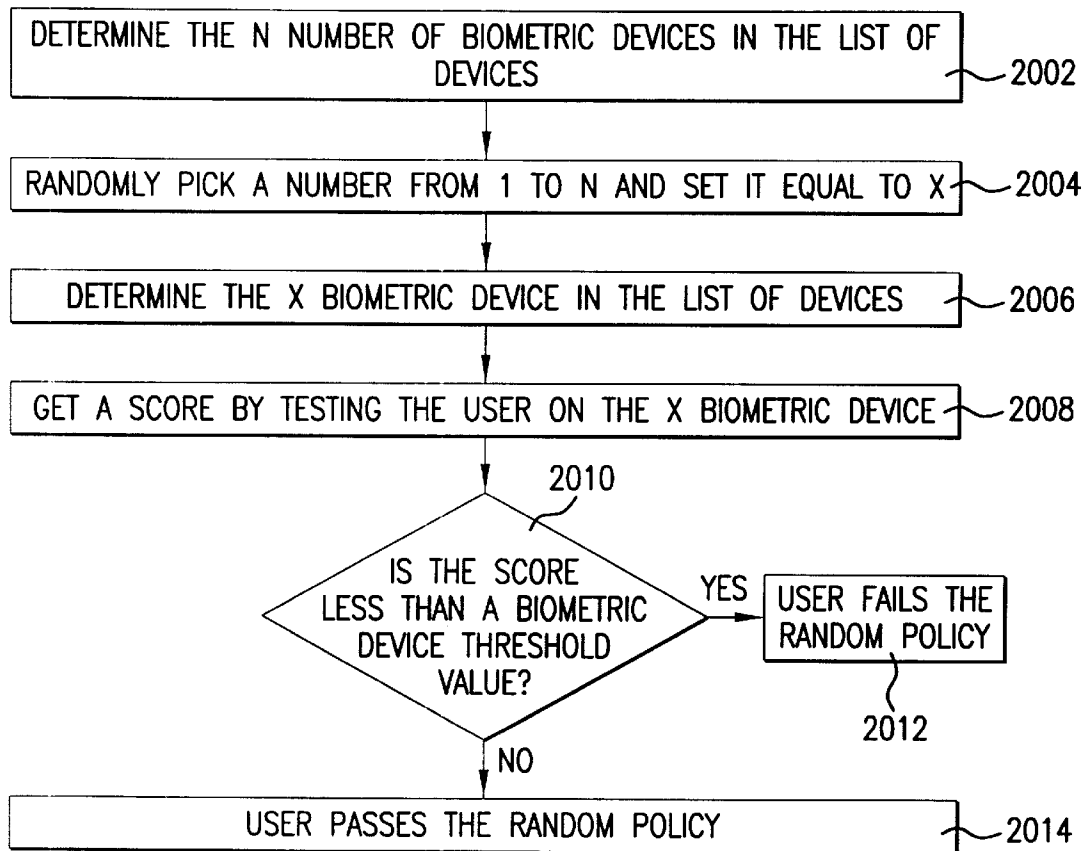 DETERMINE THE N NUMBER OF BIOMETRIC DEVICES IN THE LIST OF
DEVICES
2002
RANDOMLY PICK A NUMBER FROM 1 TO N AND SET IT EQUAL TO X
2004
DETERMINE THE X BIOMETRIC DEVICE IN THE LIST OF DEVICES
2006
GET A SCORE BY TESTING THE USER ON THE X BIOMETRIC DEVICE
2008
2010
IS THE SCORE
LESS THAN A BIOMETRIC
DEVICE THRESHOLD
VALUE?
YES
USER FAILS THE
RANDOM POLICY
2012
NO
USER PASSES THE RANDOM POLICY
2014